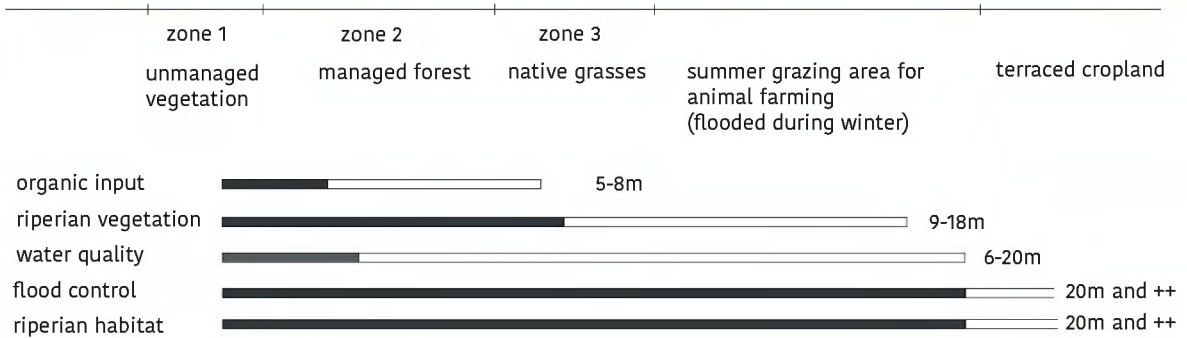 zone 1
zone 2
zone 3
unmanaged
vegetation
managed forest
native grasses
summer grazing area for
animal farming
(flooded during winter)
terraced cropland
organic input
5-8m
riperian vegetation
9-18m
water quality
6-20m
flood control
20m and ++
riperian habitat
20m and ++